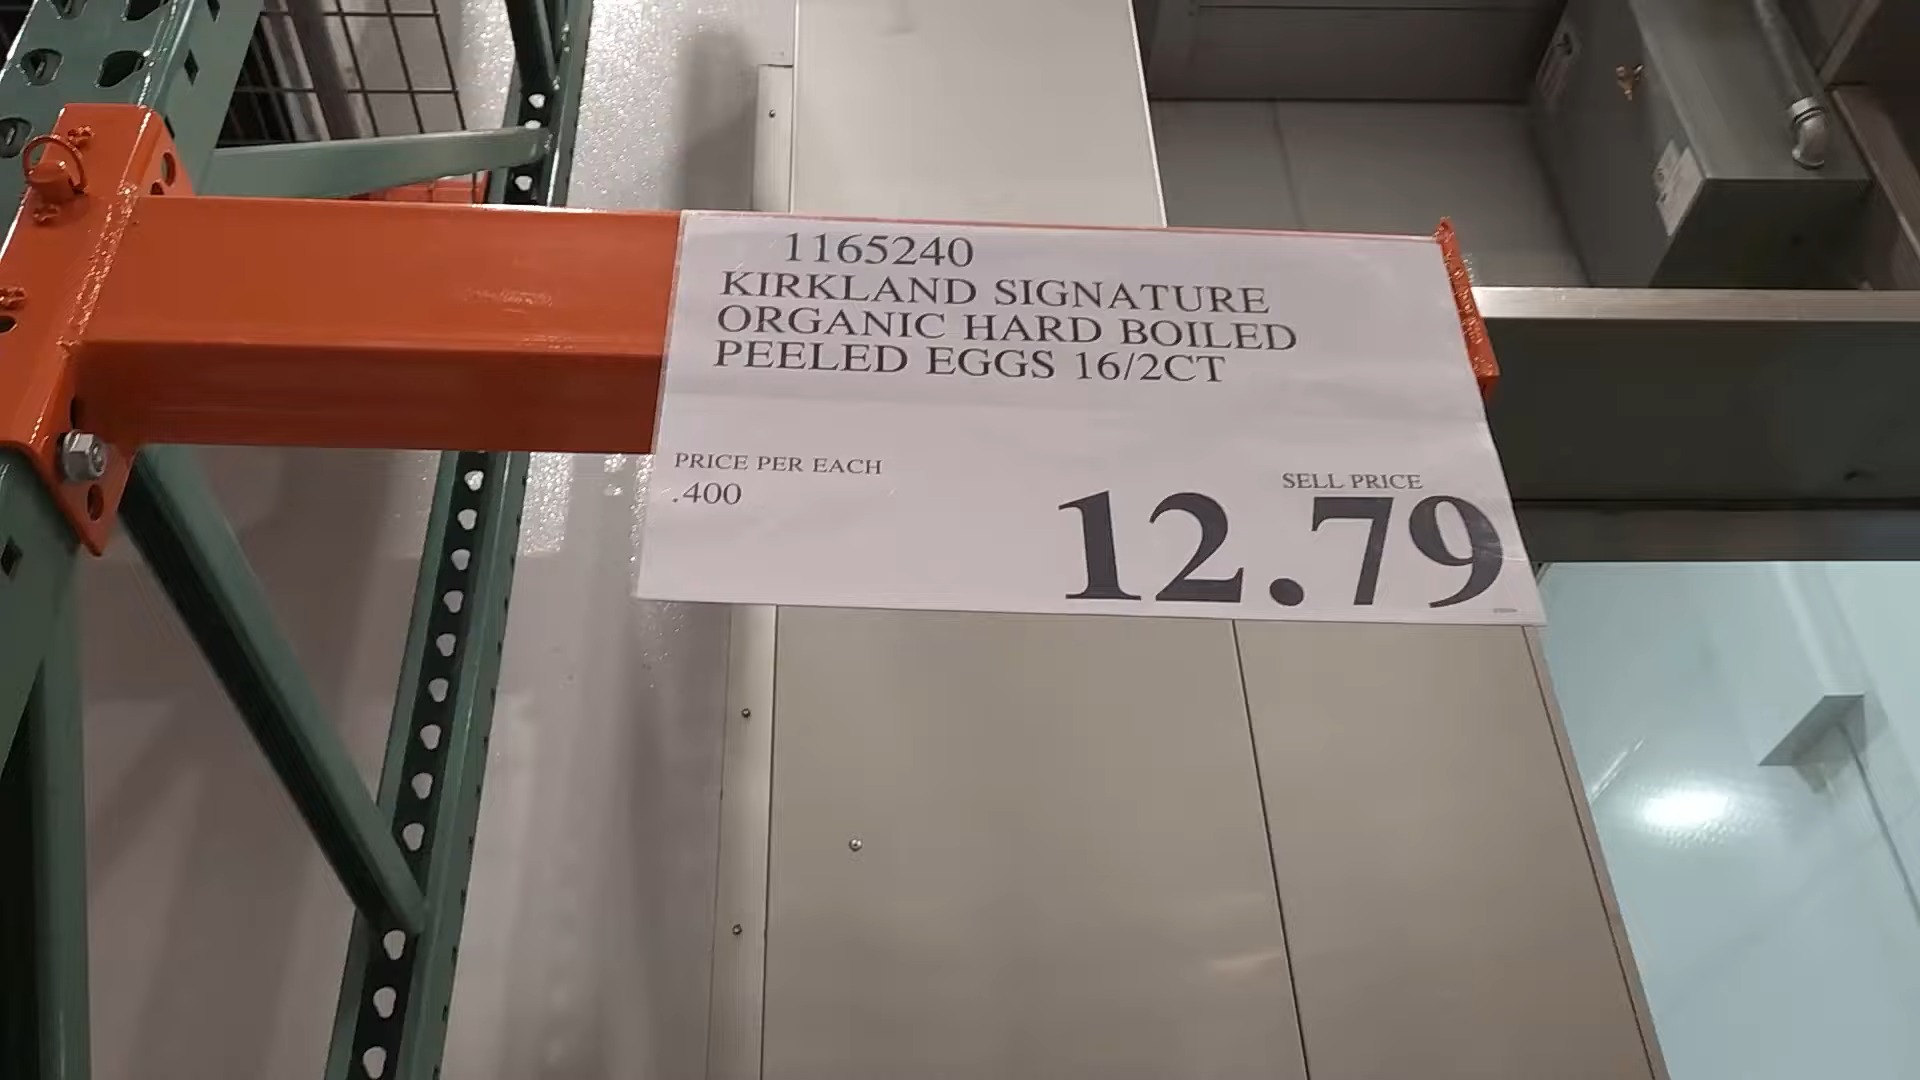 1165240
KIRKLAND SIGNATURE
ORGANIC HARD BOILED
PEELED EGGS 16/2CT
PRICE PER EACH
.400
SELL PRICE
12.79